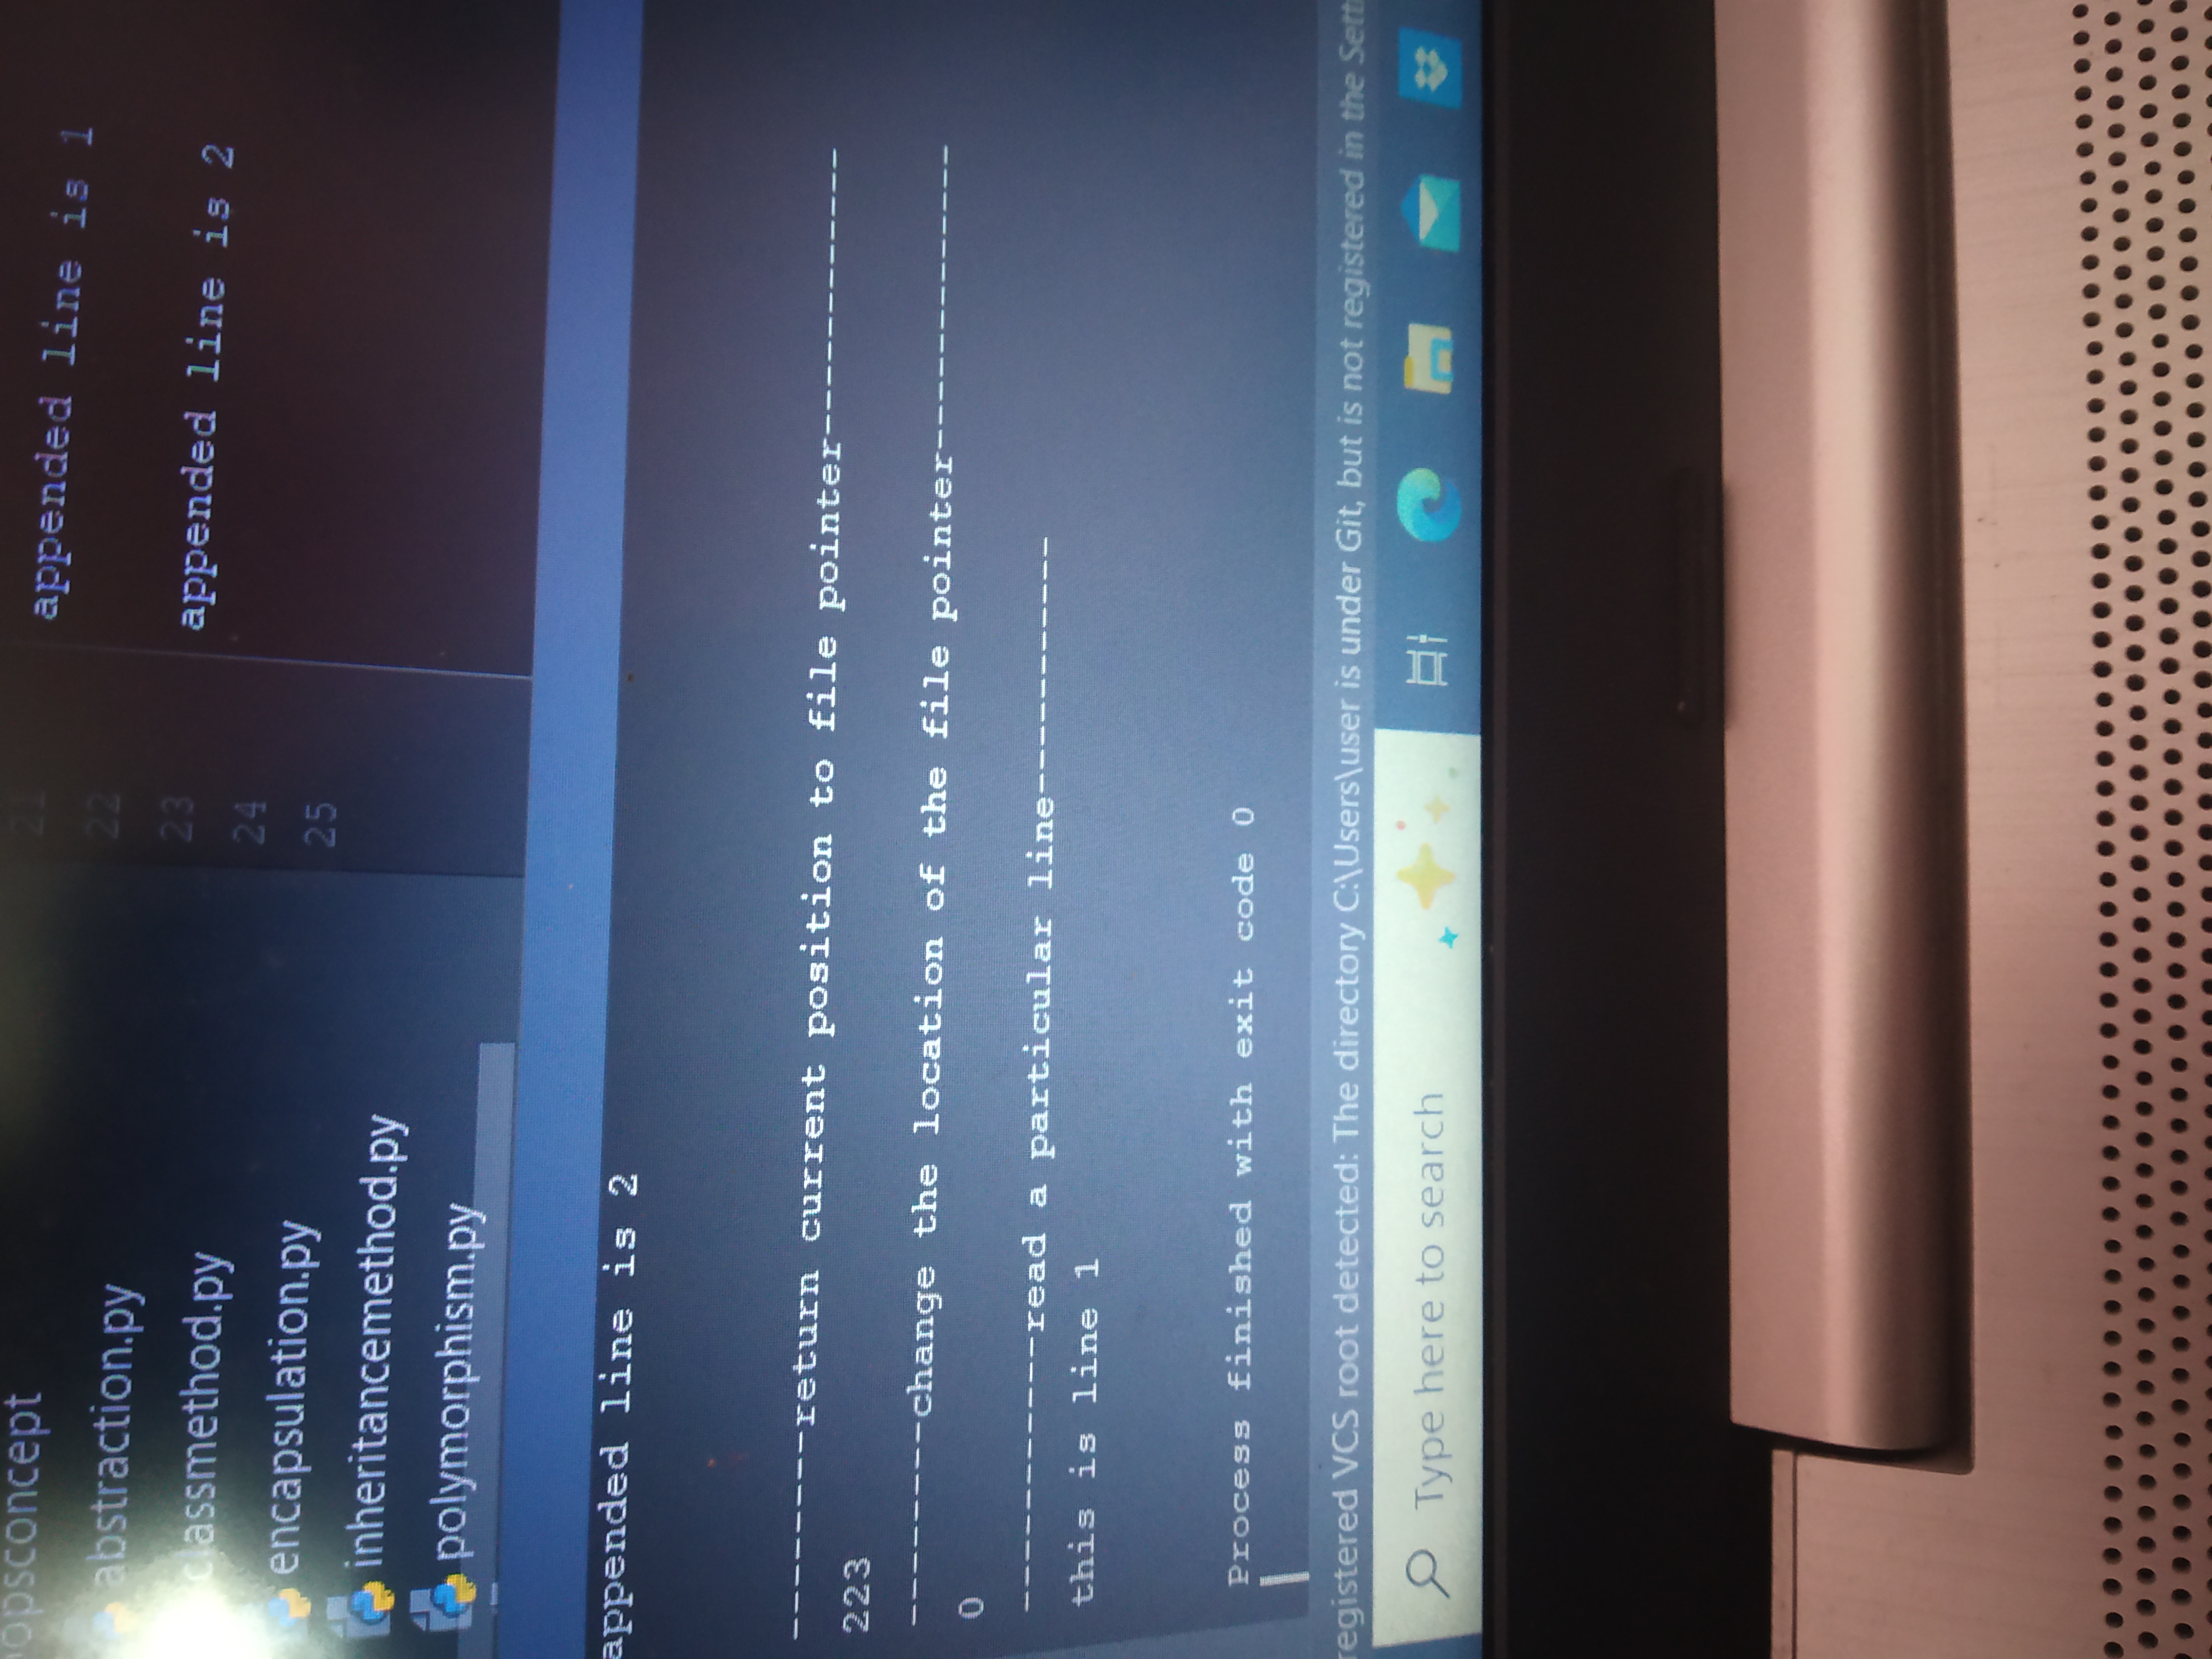 opsconcept
abstraction.py
classmethod.py
encapsulation.py
inheritancemethod.py
polymorphism.py
21
22
23
24
25
appended line is 1
appended line is 2
appended line is 2
--------return current position to file pointer------------
223
--------change the location of the file pointer-------------
0
-----------read a particular line-----------
this is line 1
Process finished with exit code 0
registered VCS root detected: The directory C:\Users\user is under Git, but is not registered in the Sett
Type here to search